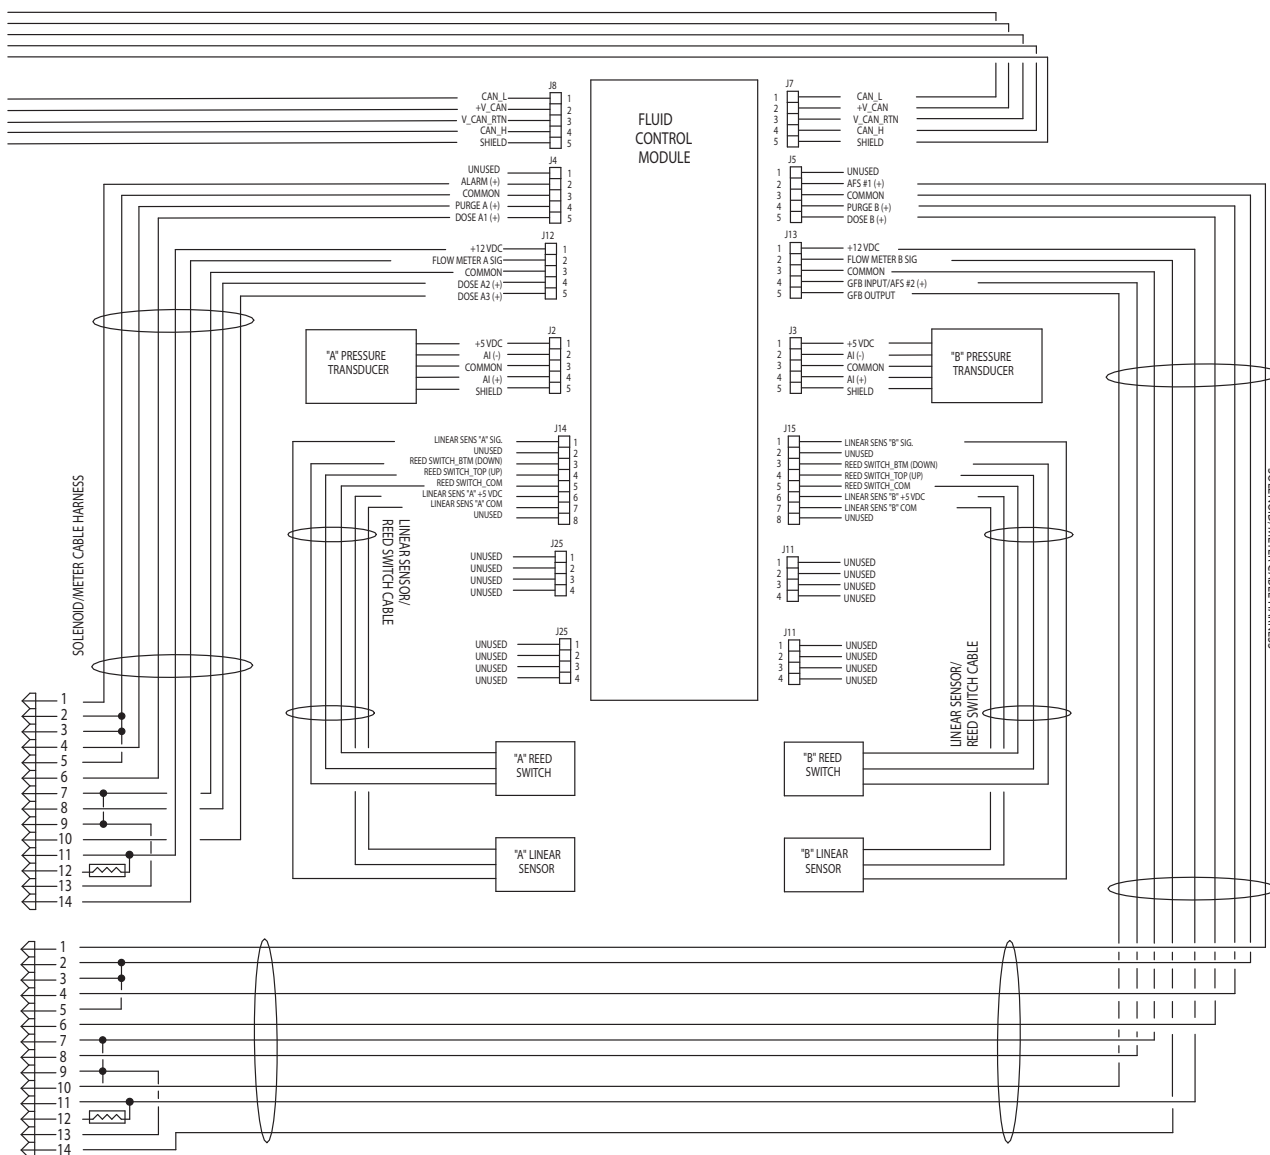 FLUID
CONTROL
MODULE
J8
CAN_L 1
+V_CAN 2
V_CAN_RTN 3
CAN_H 4
SHIELD 5
J4
UNUSED 1
ALARM (+) 2
COMMON 3
PURGE A (+) 4
DOSE A1 (+) 5
J12
+12 VDC 1
FLOW METER A SIG 2
COMMON 3
DOSE A2 (+) 4
DOSE A3 (+) 5
"A" PRESSURE
TRANSDUCER
J2
+5 VDC 1
AI (-) 2
COMMON 3
AI (+) 4
SHIELD 5
J14
LINEAR SENS "A" SIG. 1
UNUSED 2
REED SWITCH_BTM (DOWN) 3
REED SWITCH_TOP (UP) 4
REED SWITCH_COM 5
LINEAR SENS "A" +5 VDC 6
LINEAR SENS "A" COM 7
UNUSED 8
J25
UNUSED 1
UNUSED 2
UNUSED 3
UNUSED 4
J25
UNUSED 1
UNUSED 2
UNUSED 3
UNUSED 4
J7
1 CAN_L
2 +V_CAN
3 V_CAN_RTN
4 CAN_H
5 SHIELD
J5
1 UNUSED
2 AFS #1 (+)
3 COMMON
4 PURGE B (+)
5 DOSE B (+)
J13
1 +12 VDC
2 FLOW METER B SIG
3 COMMON
4 GFB INPUT/AFS #2 (+)
5 GFB OUTPUT
J3
1 +5 VDC
2 AI (-)
3 COMMON
4 AI (+)
5 SHIELD
"B" PRESSURE
TRANSDUCER
J15
1 LINEAR SENS "B" SIG.
2 UNUSED
3 REED SWITCH_BTM (DOWN)
4 REED SWITCH_TOP (UP)
5 REED SWITCH_COM
6 LINEAR SENS "B" +5 VDC
7 LINEAR SENS "B" COM
8 UNUSED
J11
1 UNUSED
2 UNUSED
3 UNUSED
4 UNUSED
J11
1 UNUSED
2 UNUSED
3 UNUSED
4 UNUSED
SOLENOID/METER CABLE HARNESS
LINEAR SENSOR/
REED SWITCH CABLE
LINEAR SENSOR/
REED SWITCH CABLE
"A" REED
SWITCH
"B" REED
SWITCH
"A" LINEAR
SENSOR
"B" LINEAR
SENSOR
1
2
3
4
5
6
7
8
9
10
11
12
13
14
1
2
3
4
5
6
7
8
9
10
11
12
13
14